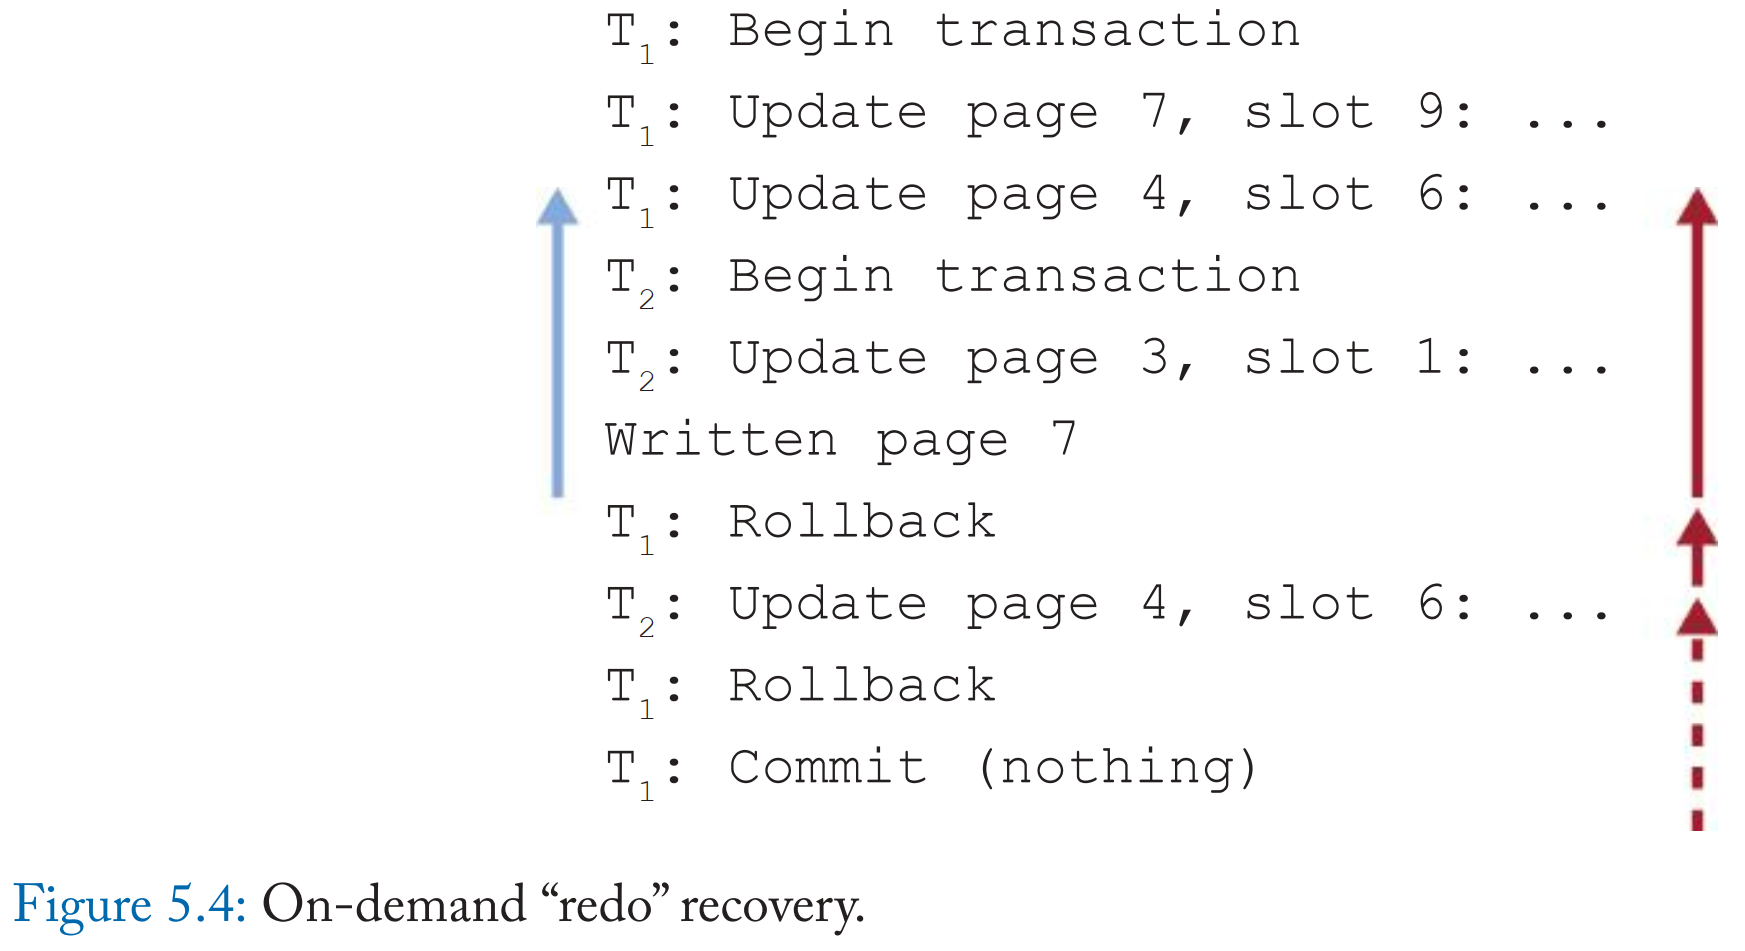 T1: Begin transaction
T1: Update page 7, slot 9: ...
T1: Update page 4, slot 6: ...
T2: Begin transaction
T2: Update page 3, slot 1: ...
Written page 7
T1: Rollback
T2: Update page 4, slot 6: ...
T1: Rollback
T1: Commit (nothing)
Figure 5.4: On-demand “redo” recovery.